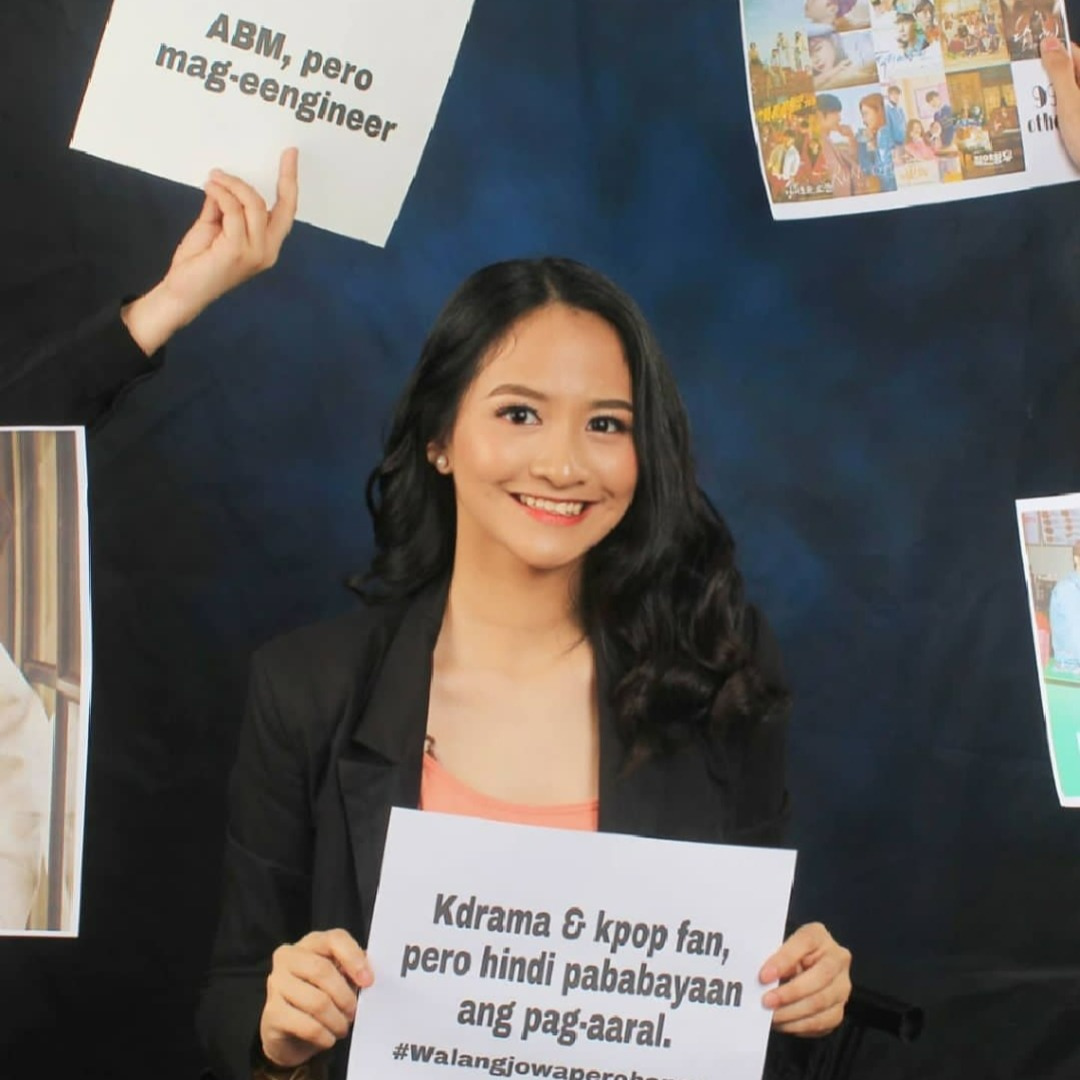 ABM, pero
mag-eengineer
Kdrama & kpop fan,
pero hindi pababayaan
ang pag-aaral.